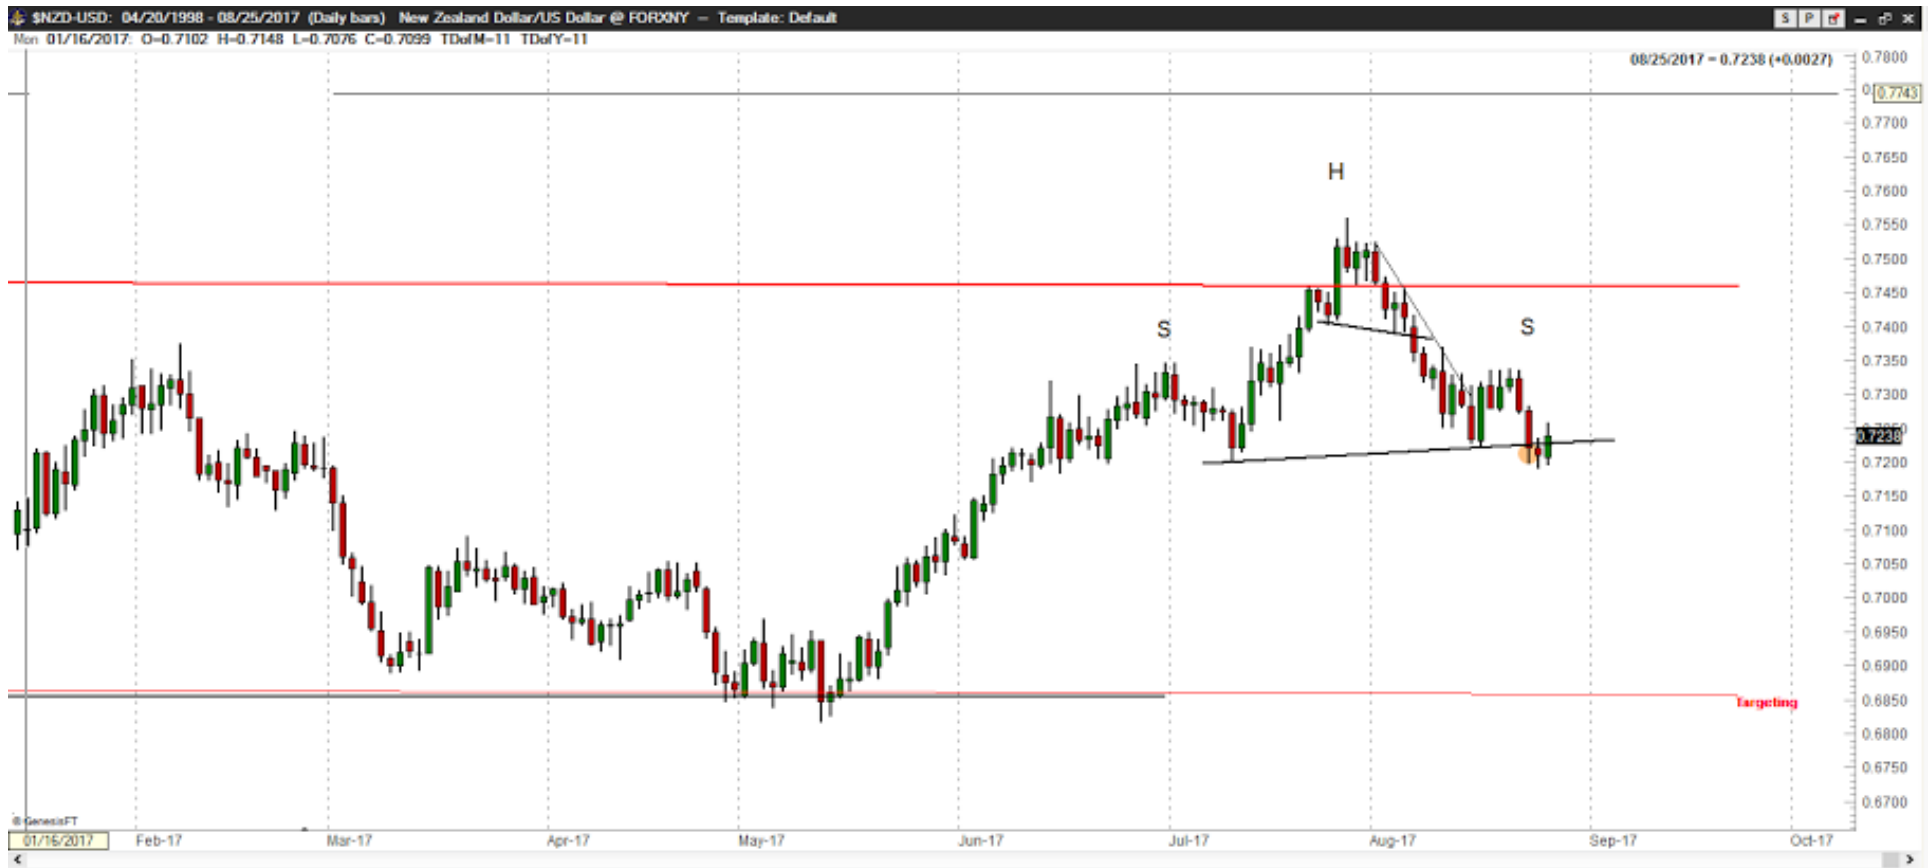 $NZD-USD: 04/20/1998 - 08/25/2017 (Daily bars) New Zealand Dollar/US Dollar @ FORXNY — Template: Default
S P
Mon 01/16/2017: O=0.7102 H=0.7148 L=0.7076 C=0.7099 TDofM=11 TDofY=11
08/25/2017 = 0.7238 (+0.0027)
0.7800
0.7743
0.7700
0.7650
H
0.7600
0.7550
0.7500
0.7450
S
S
0.7400
0.7350
0.7300
0.7238
0.7200
0.7150
0.7100
0.7050
0.7000
0.6950
0.6900
0.6850
Targeting
0.6800
0.6750
0.6700
© GenesisFT
01/16/2017 Feb-17 Mar-17 Apr-17 May-17 Jun-17 Jul-17 Aug-17 Sep-17 Oct-17